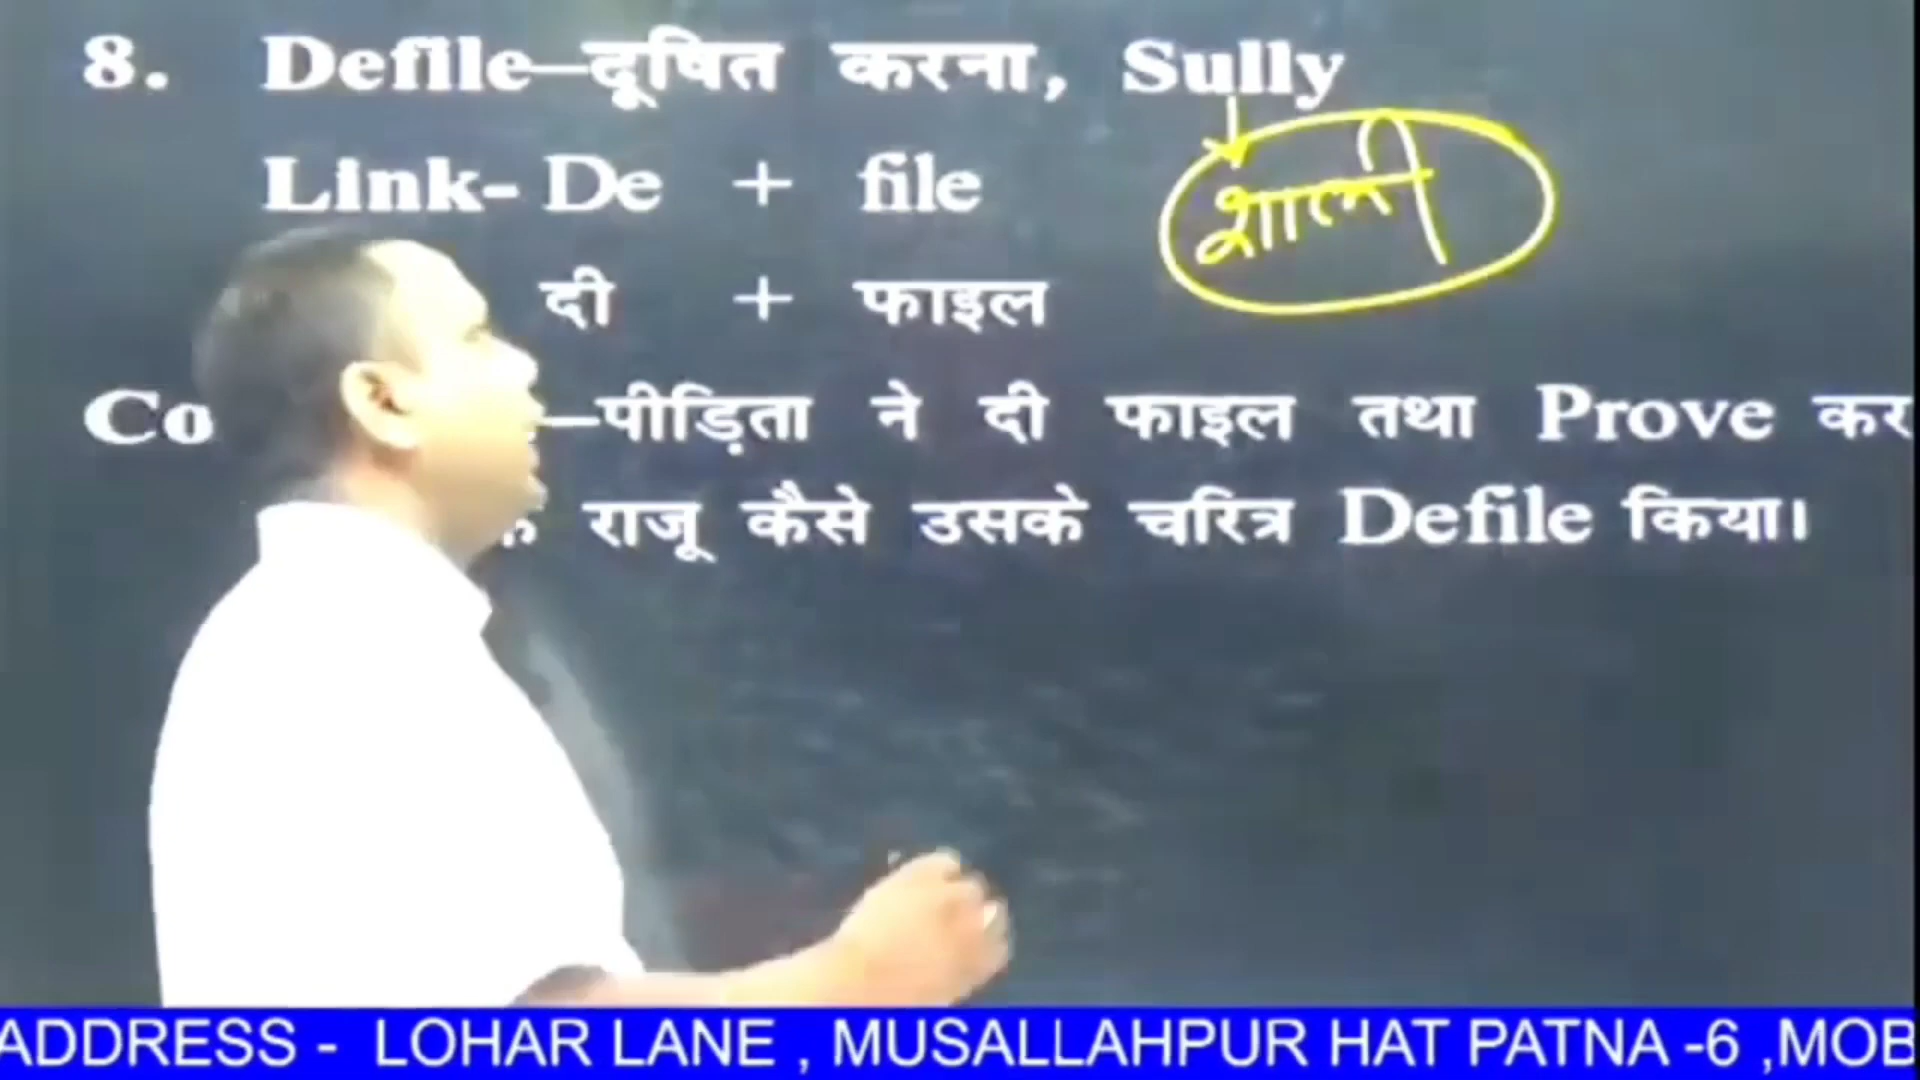 8. Defile—दूषित करना, Sully
शाली
Link- De + file
दी + फाइल
Co —पीड़िता ने दी फाइल तथा Prove कर
राजू कैसे उसके चरित्र Defile किया।
ADDRESS - LOHAR LANE , MUSALLAHPUR HAT PATNA -6 ,MOB